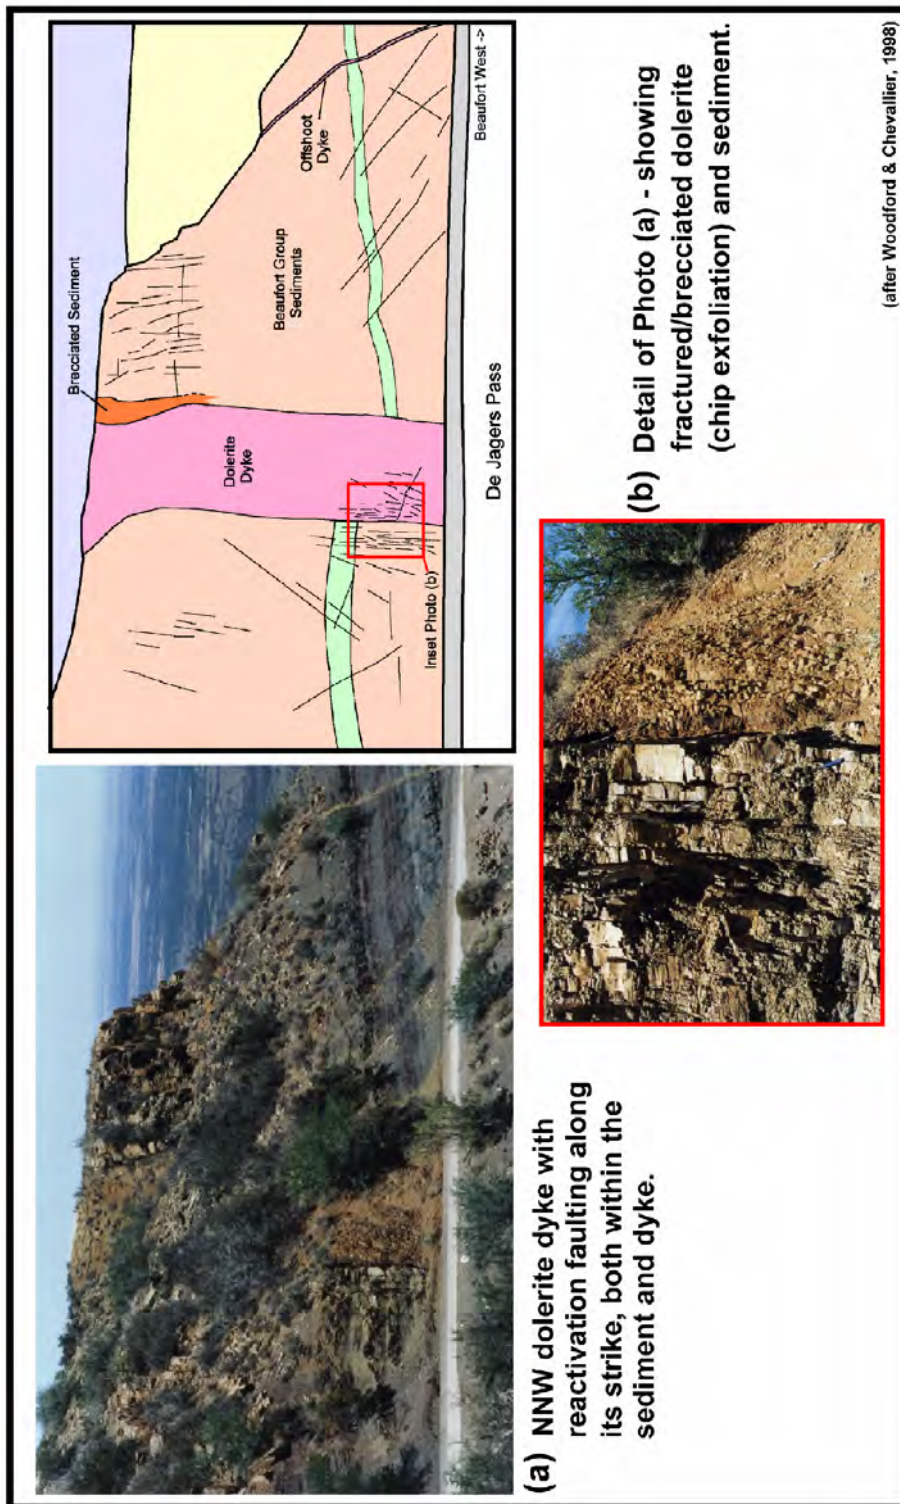 Brecciated Sediment
Dolerite
Dyke
Beaufort Group
Sediments
Offshoot
Dyke
Inset Photo (b)
De Jagers Pass
Beaufort West ->
(a) NNW dolerite dyke with
reactivation faulting along
its strike, both within the
sediment and dyke.
(b) Detail of Photo (a) - showing
fractured/brecciated dolerite
(chip exfoliation) and sediment.
(after Woodford & Chevallier, 1998)